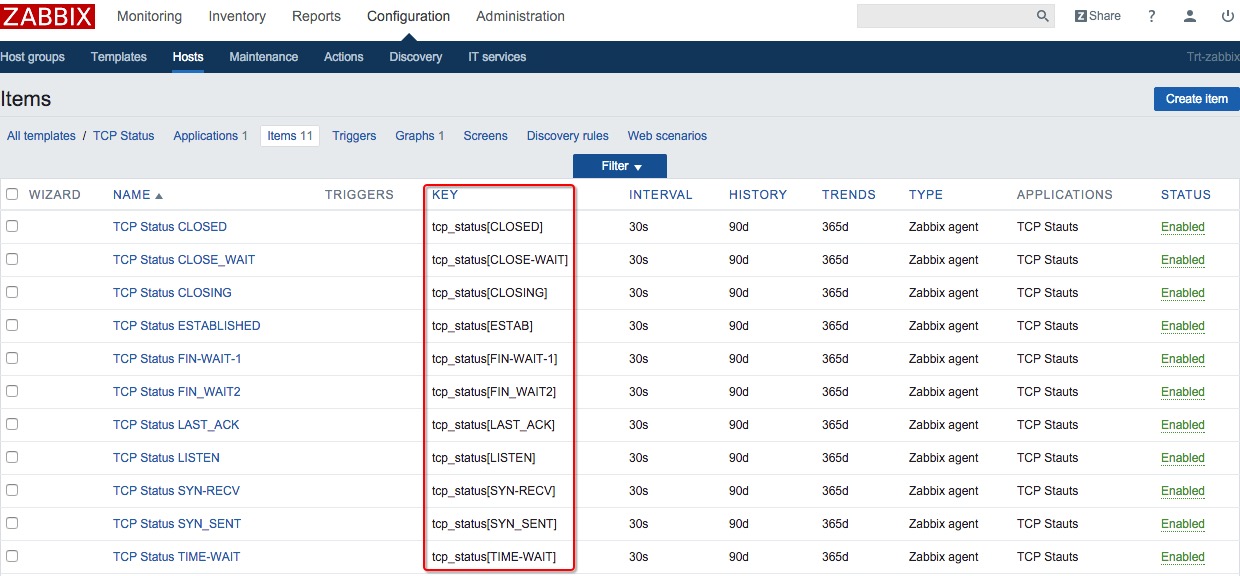 ZABBIX Monitoring Inventory Reports Configuration Administration Z Share ?
Host groups Templates Hosts Maintenance Actions Discovery IT services Trt-zabbix
Items Create item
All templates / TCP Status Applications 1 Items 11 Triggers Graphs 1 Screens Discovery rules Web scenarios
Filter
WIZARD NAME TRIGGERS KEY INTERVAL HISTORY TRENDS TYPE APPLICATIONS STATUS
TCP Status CLOSED tcp_status[CLOSED] 30s 90d 365d Zabbix agent TCP Stauts Enabled
TCP Status CLOSE_WAIT tcp_status[CLOSE-WAIT] 30s 90d 365d Zabbix agent TCP Stauts Enabled
TCP Status CLOSING tcp_status[CLOSING] 30s 90d 365d Zabbix agent TCP Stauts Enabled
TCP Status ESTABLISHED tcp_status[ESTAB] 30s 90d 365d Zabbix agent TCP Stauts Enabled
TCP Status FIN-WAIT-1 tcp_status[FIN-WAIT-1] 30s 90d 365d Zabbix agent TCP Stauts Enabled
TCP Status FIN_WAIT2 tcp_status[FIN_WAIT2] 30s 90d 365d Zabbix agent TCP Stauts Enabled
TCP Status LAST_ACK tcp_status[LAST_ACK] 30s 90d 365d Zabbix agent TCP Stauts Enabled
TCP Status LISTEN tcp_status[LISTEN] 30s 90d 365d Zabbix agent TCP Stauts Enabled
TCP Status SYN-RECV tcp_status[SYN-RECV] 30s 90d 365d Zabbix agent TCP Stauts Enabled
TCP Status SYN_SENT tcp_status[SYN_SENT] 30s 90d 365d Zabbix agent TCP Stauts Enabled
TCP Status TIME-WAIT tcp_status[TIME-WAIT] 30s 90d 365d Zabbix agent TCP Stauts Enabled